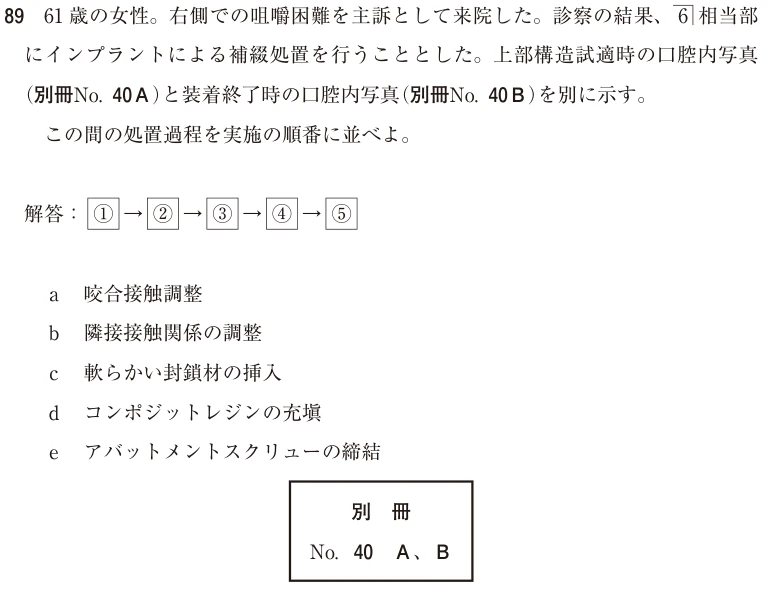 89 61歳の女性。右側での咀嚼困難を主訴として来院した。診察の結果、6相当部
にインプラントによる補綴処置を行うこととした。上部構造試適時の口腔内写真
(別冊No. 40 A)と装着終了時の口腔内写真(別冊No. 40 B)を別に示す。
この間の処置過程を実施の順番に並べよ。
解答：①→②→③→④→⑤
a 咬合接触調整
b 隣接接触関係の調整
c 軟らかい封鎖材の挿入
d コンポジットレジンの充塡
e アバットメントスクリューの締結
別 冊
No. 40 A、B